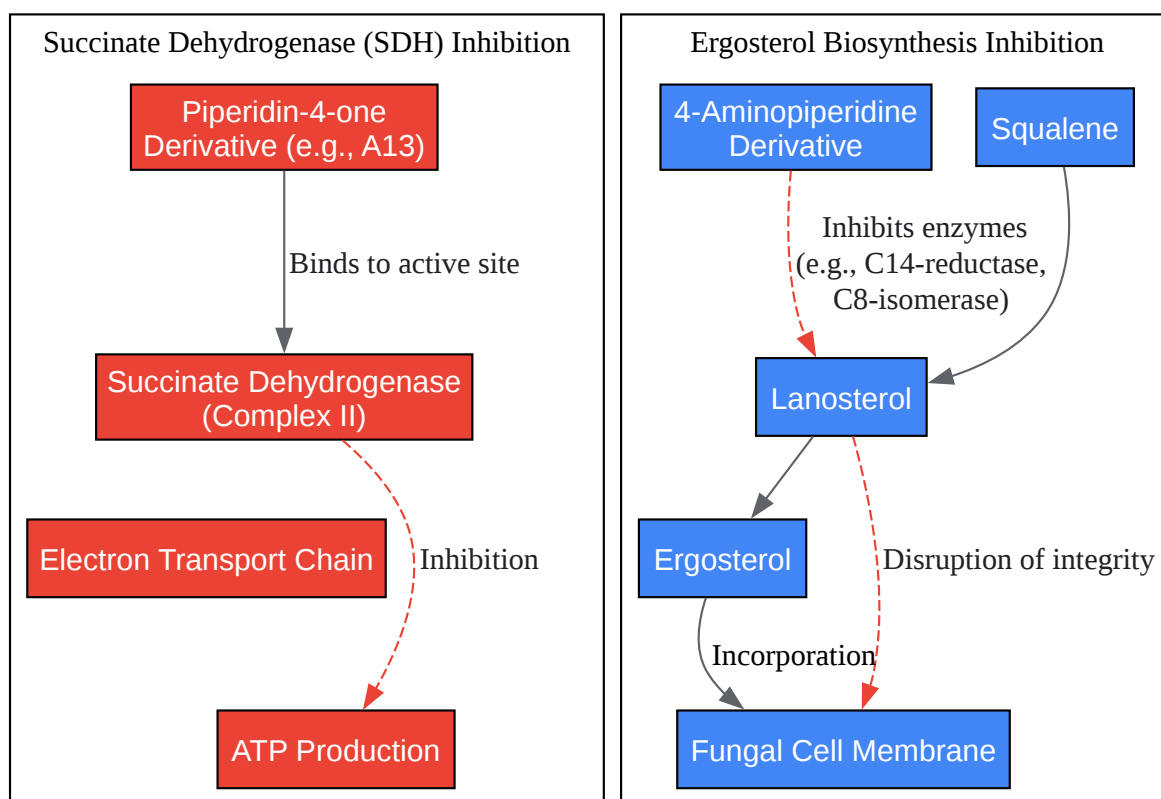 Succinate Dehydrogenase (SDH) Inhibition
Piperidin-4-one
Derivative (e.g., A13)
Binds to active site
Succinate Dehydrogenase
(Complex II)
Electron Transport Chain
Inhibition
ATP Production
Ergosterol Biosynthesis Inhibition
4-Aminopiperidine
Derivative
Squalene
Inhibits enzymes
(e.g., C14-reductase,
C8-isomerase)
Lanosterol
Ergosterol
Disruption of integrity
Incorporation
Fungal Cell Membrane